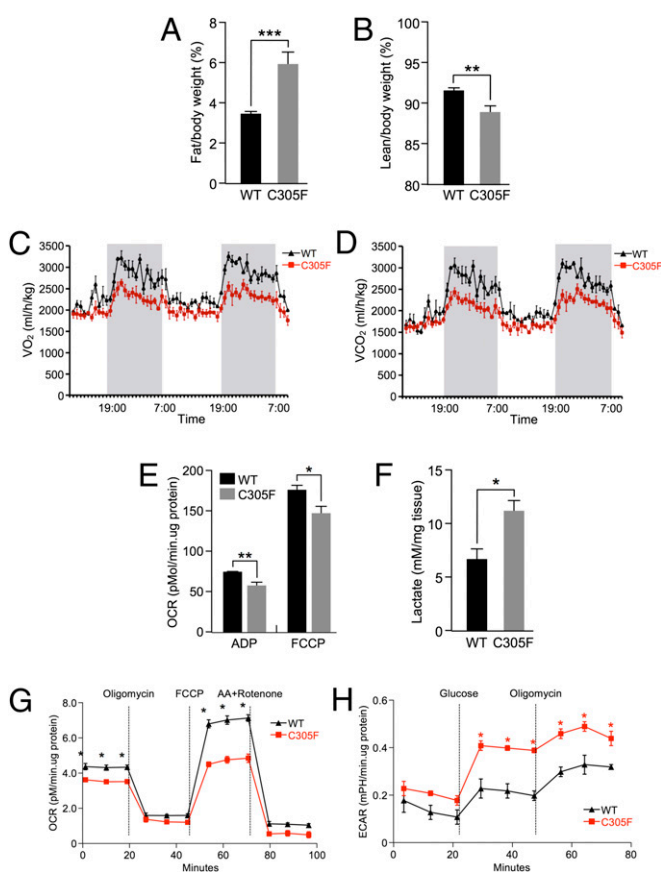 A
Fat/body weight (%)
8
6
4
2
0
***
WT C305F
B
Lean/body weight (%)
100
95
90
85
80
**
WT C305F
C
VO2 (ml/h/kg)
3500
3000
2500
2000
1500
1000
500
0
WT
C305F
19:00 7:00 19:00 7:00
Time
D
VCO2 (ml/h/kg)
3500
3000
2500
2000
1500
1000
500
0
WT
C305F
19:00 7:00 19:00 7:00
Time
E
OCR (pMol/min.ug protein)
200
150
100
50
0
WT
C305F
**
*
ADP FCCP
F
Lactate (mM/mg tissue)
15
10
5
0
*
WT C305F
G
OCR (pM/min.ug protein)
8.0
6.0
4.0
2.0
0
Oligomycin FCCP AA+Rotenone
* * *
* * *
WT
C305F
0 20 40 60 80 100
Minutes
H
ECAR (mPH/min.ug protein)
0.6
0.4
0.2
0
Glucose Oligomycin
* * * * * *
WT
C305F
0 20 40 60 80
Minutes